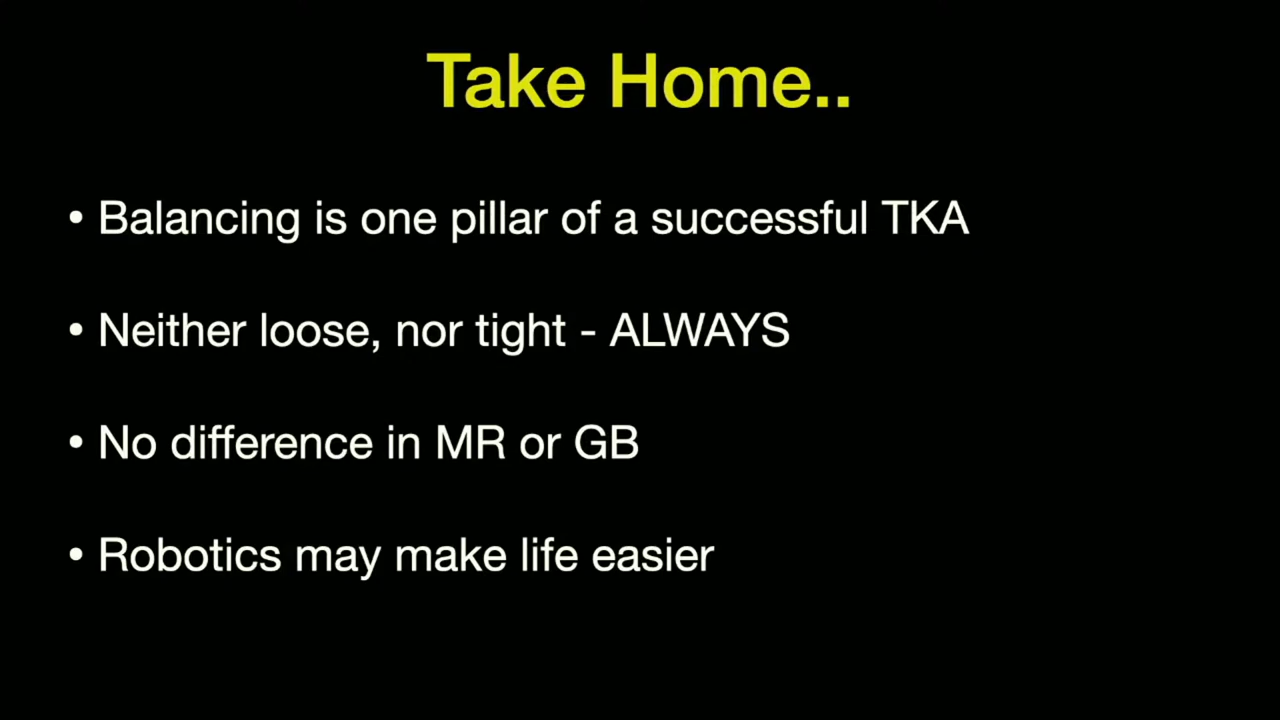 Take Home..
• Balancing is one pillar of a successful TKA
• Neither loose, nor tight - ALWAYS
• No difference in MR or GB
• Robotics may make life easier